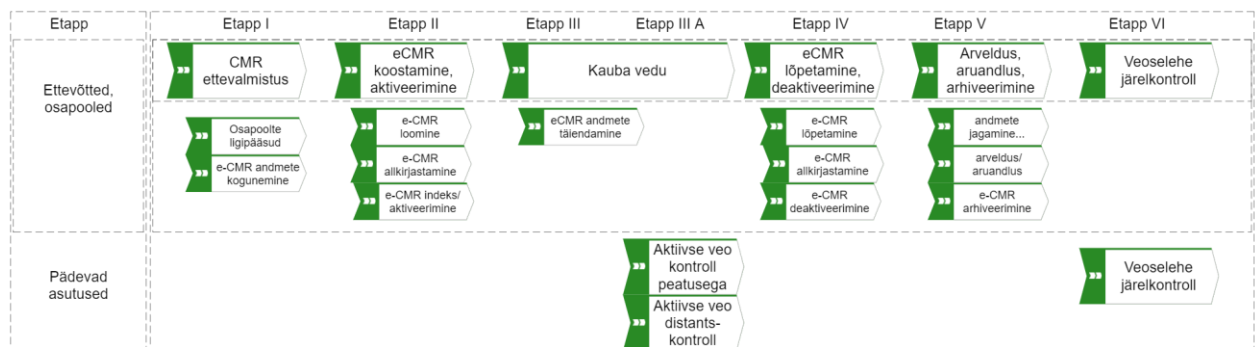 Etapp
Etapp I
Etapp II
Etapp III
Etapp III A
Etapp IV
Etapp V
Etapp VI
Ettevõtted,
osapooled
CMR
ettevalmistus
eCMR
koostamine,
aktiveerimine
Kauba vedu
eCMR
lõpetamine,
deaktiveerimine
Arveldus,
aruandlus,
arhiveerimine
Veoselehe
järelkontroll
Osapoolte
ligipääsud
e-CMR andmete
kogunemine
e-CMR
loomine
e-CMR
allkirjastamine
e-CMR indeks/
aktiveerimine
eCMR andmete
täiendamine
e-CMR
lõpetamine
e-CMR
allkirjastamine
e-CMR
deaktiveerimine
andmete
jagamine...
arveldus/
aruandlus
e-CMR
arhiveerimine
Pädevad
asutused
Aktiivse veo
kontroll
peatusega
Aktiivse veo
distants-
kontroll
Veoselehe
järelkontroll